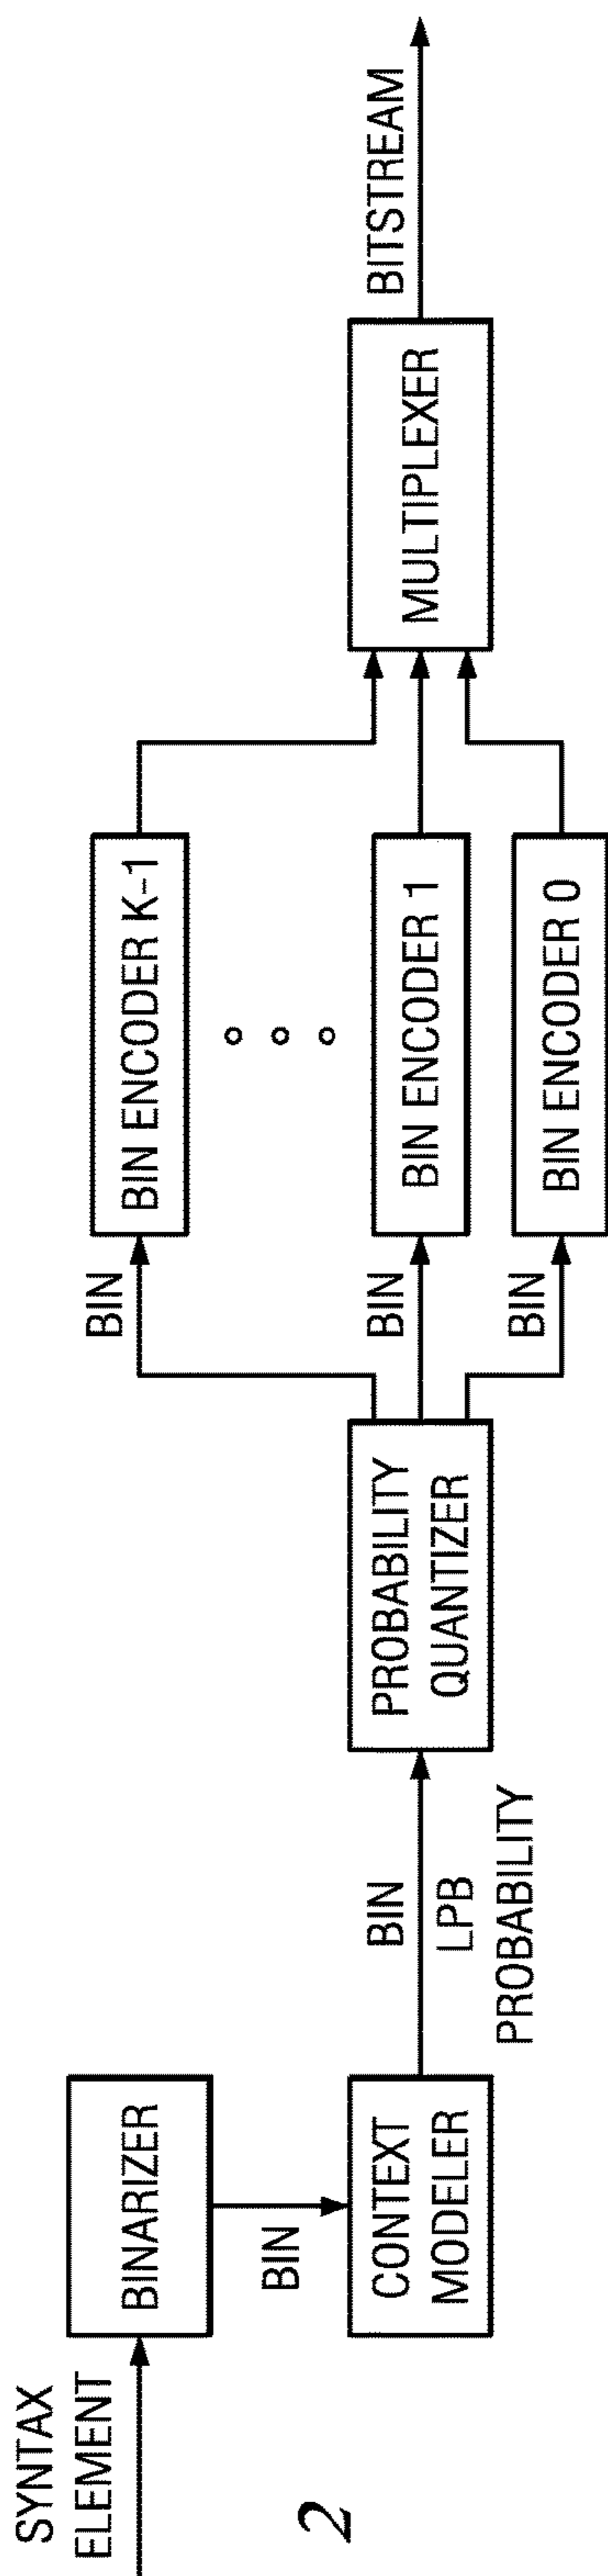 SYNTAX
ELEMENT
BINARIZER
BIN
CONTEXT
MODELER
BIN
LPB
PROBABILITY
PROBABILITY
QUANTIZER
BIN
BIN
BIN
BIN ENCODER K-1
BIN ENCODER 1
BIN ENCODER 0
MULTIPLEXER
BITSTREAM
2